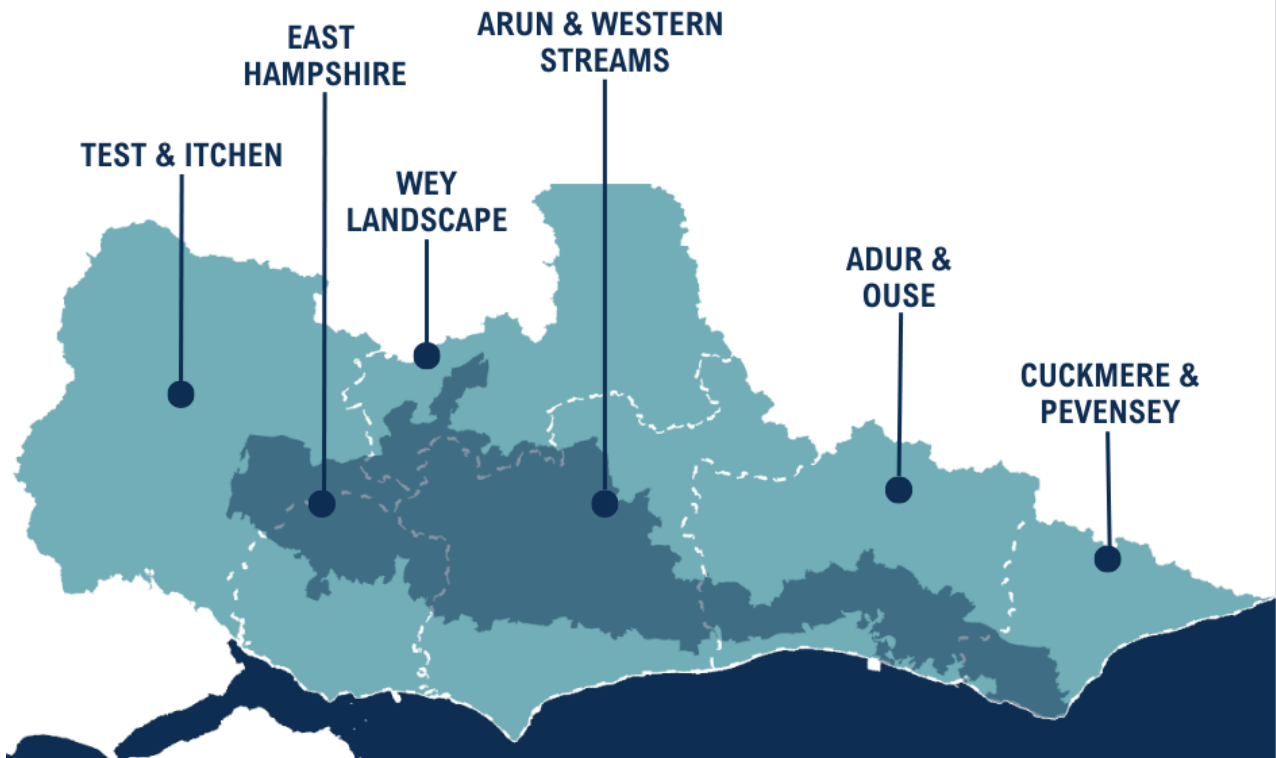 EAST
HAMPSHIRE
ARUN & WESTERN
STREAMS
TEST & ITCHEN
WEY
LANDSCAPE
ADUR &
OUSE
CUCKMERE &
PEVENSEY